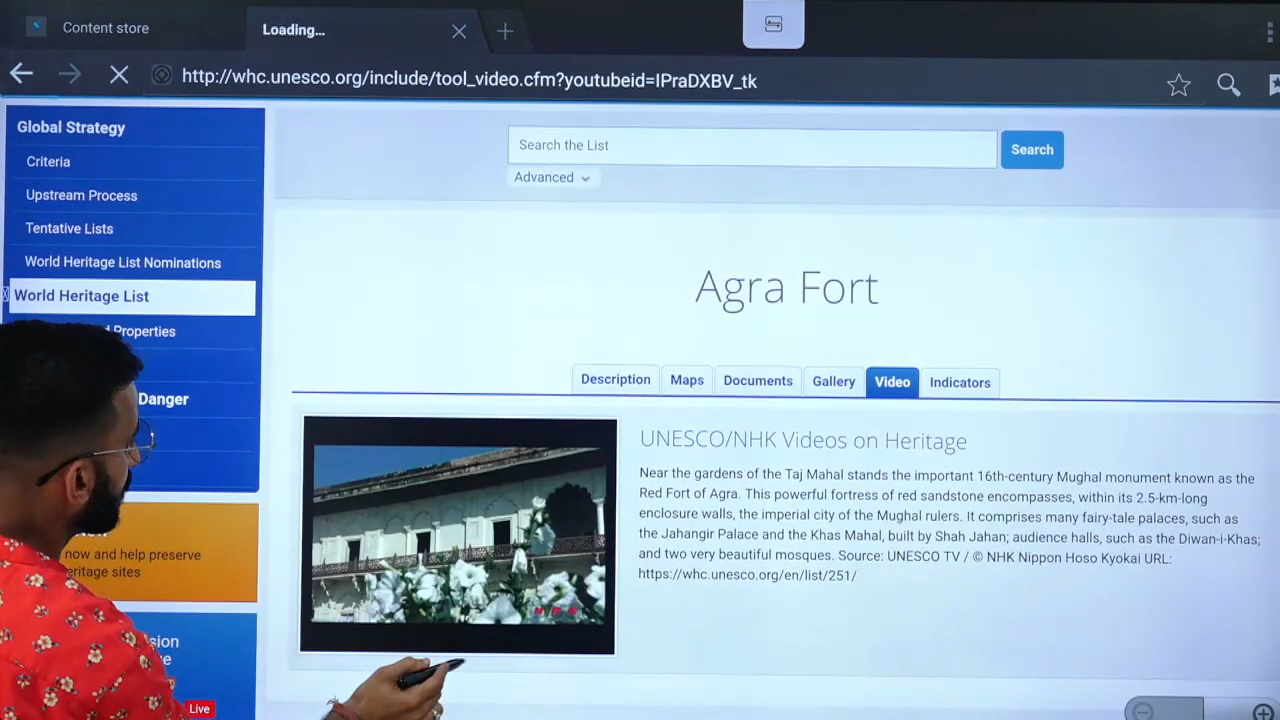 Content store
Loading...
http://whc.unesco.org/include/tool_video.cfm?youtubeid=IPraDXBV_tk
Global Strategy
Criteria
Upstream Process
Tentative Lists
World Heritage List Nominations
World Heritage List
Properties
Danger
now and help preserve
eritage sites
sion
Live
Search the List
Search
Advanced
Agra Fort
Description
Maps
Documents
Gallery
Video
Indicators
UNESCO/NHK Videos on Heritage
Near the gardens of the Taj Mahal stands the important 16th-century Mughal monument known as the
Red Fort of Agra. This powerful fortress of red sandstone encompasses, within its 2.5-km-long
enclosure walls, the imperial city of the Mughal rulers. It comprises many fairy-tale palaces, such as
the Jahangir Palace and the Khas Mahal, built by Shah Jahan; audience halls, such as the Diwan-i-Khas;
and two very beautiful mosques. Source: UNESCO TV / © NHK Nippon Hoso Kyokai URL:
https://whc.unesco.org/en/list/251/